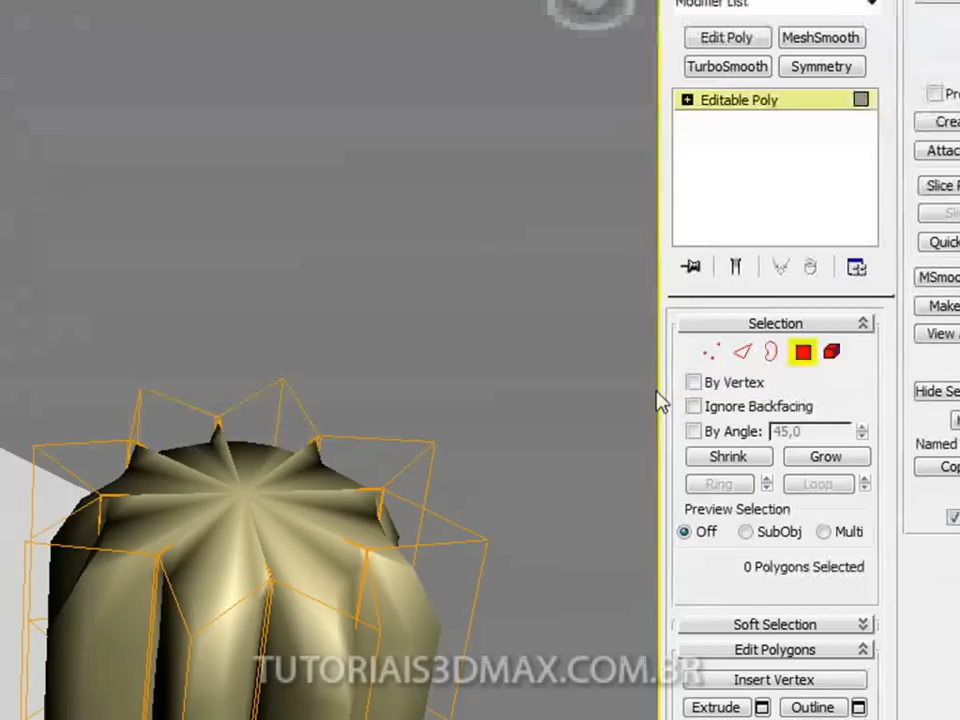 Modifier List
Edit Poly MeshSmooth
TurboSmooth Symmetry
Editable Poly
Pre
Crea
Attac
Slice P
Sli
Quick
MSmoo
Make
View A
Selection
By Vertex
Ignore Backfacing
By Angle: 45,0
Hide Se
Named
Cop
Shrink Grow
Ring Loop
Preview Selection
Off SubObj Multi
0 Polygons Selected
Soft Selection
Edit Polygons
Insert Vertex
Extrude Outline
TUTORIAIS3DMAX.COM.BR